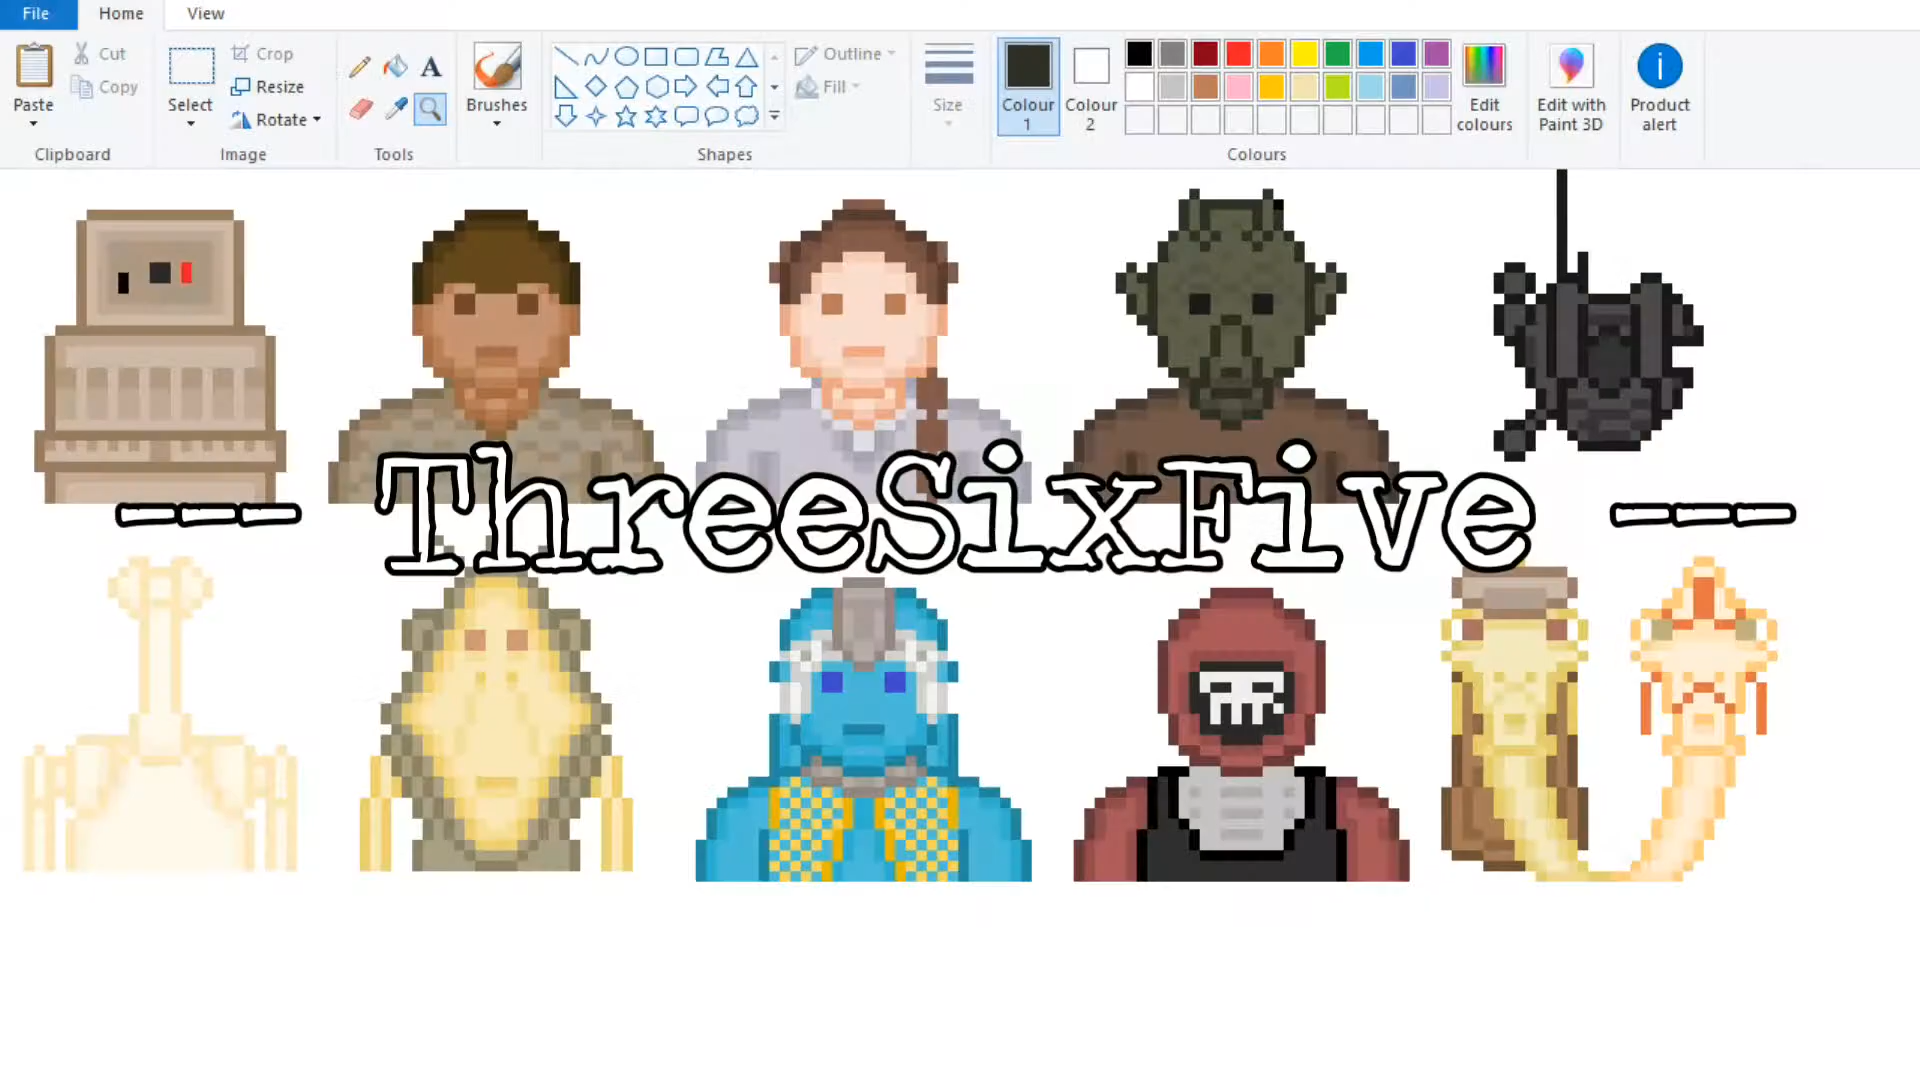 File Home View
Paste Cut Copy Clipboard
Select Crop Resize Rotate Image
Tools
A
Brushes
Shapes
Outline Fill
Size
Colour 1
Colour 2
Edit colours
Colours
Edit with Paint 3D
Product alert
--- ThreeSixFive ---